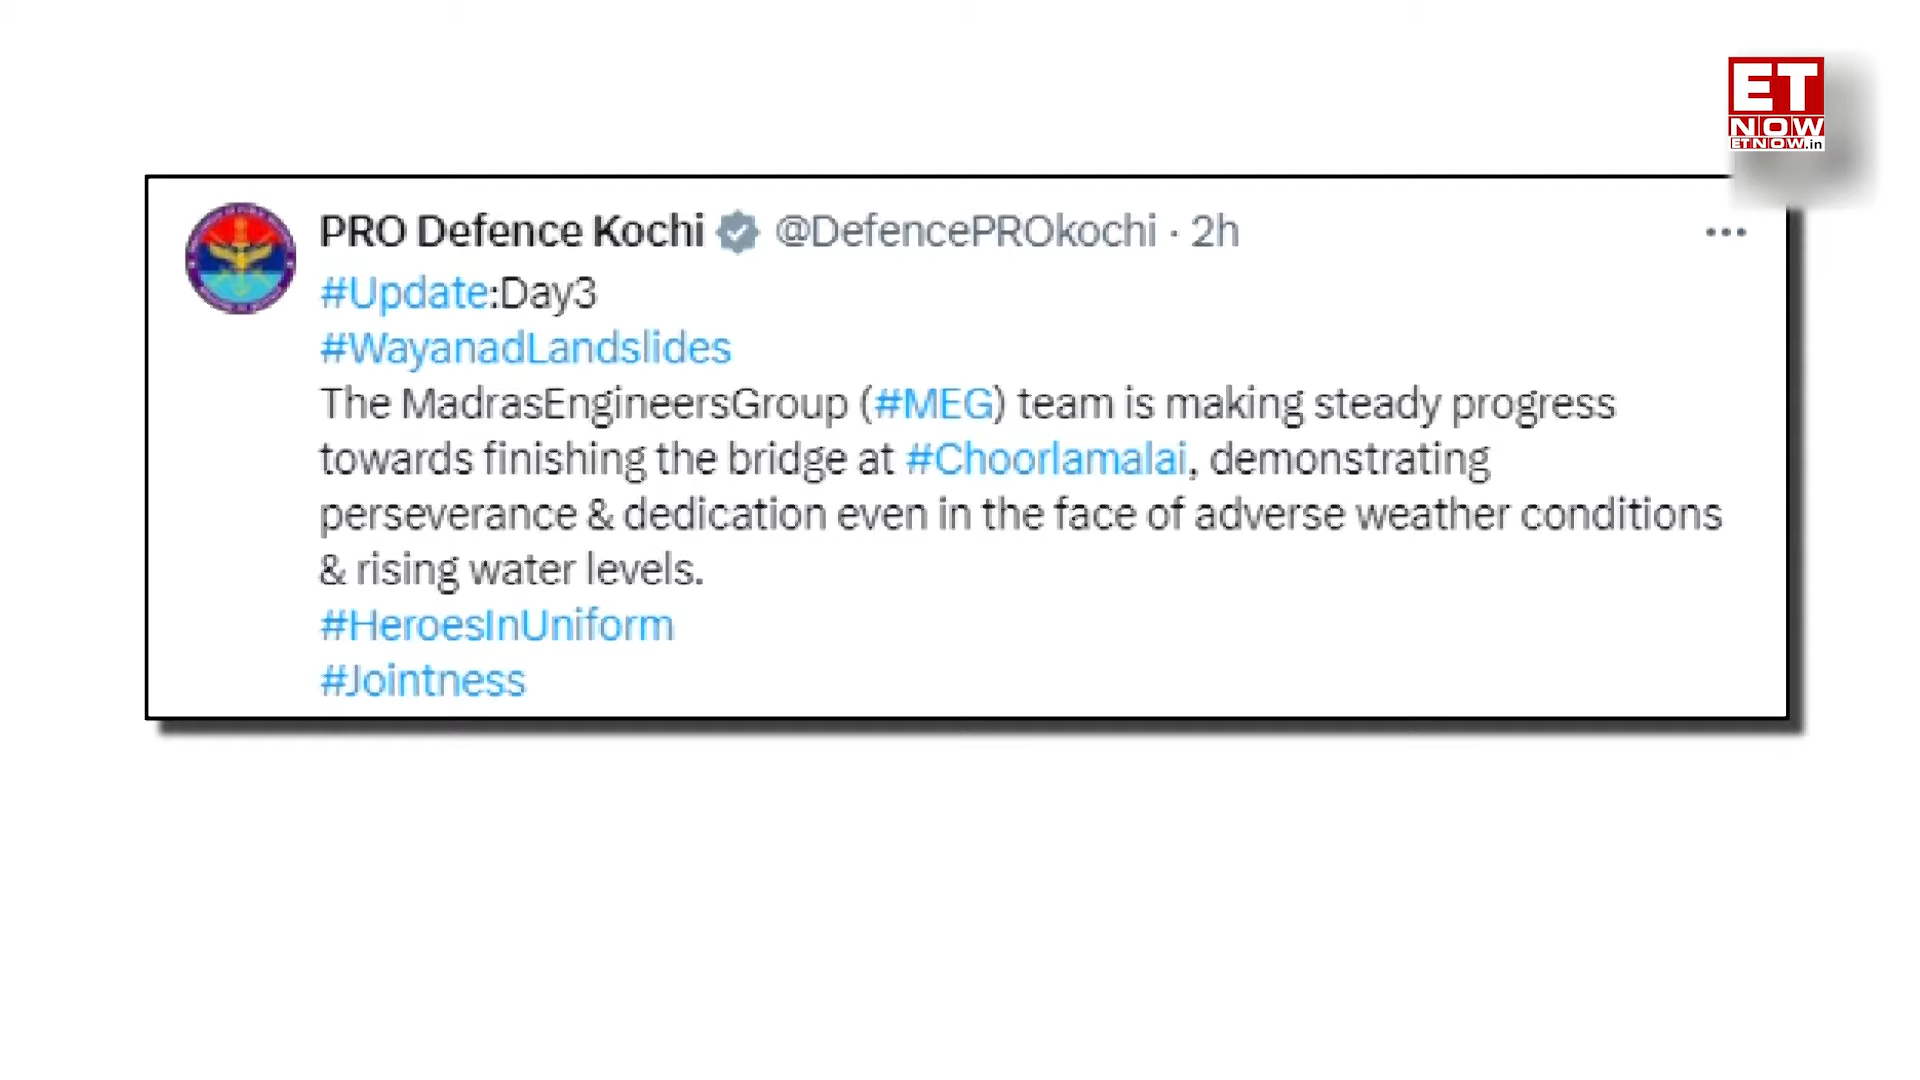 ET
NOW
ETNOW.in
PRO Defence Kochi @DefencePROkochi · 2h
#Update:Day3
#WayanadLandslides
The MadrasEngineersGroup (#MEG) team is making steady progress
towards finishing the bridge at #Choorlamalai, demonstrating
perseverance & dedication even in the face of adverse weather conditions
& rising water levels.
#HeroesInUniform
#Jointness